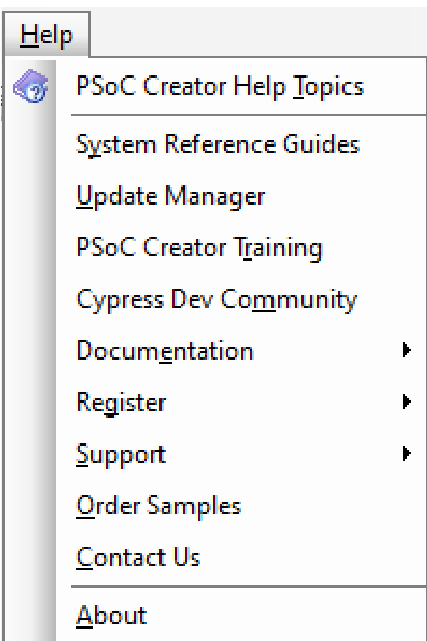 Help
PSoC Creator Help Topics
System Reference Guides
Update Manager
PSoC Creator Training
Cypress Dev Community
Documentation
Register
Support
Order Samples
Contact Us
About